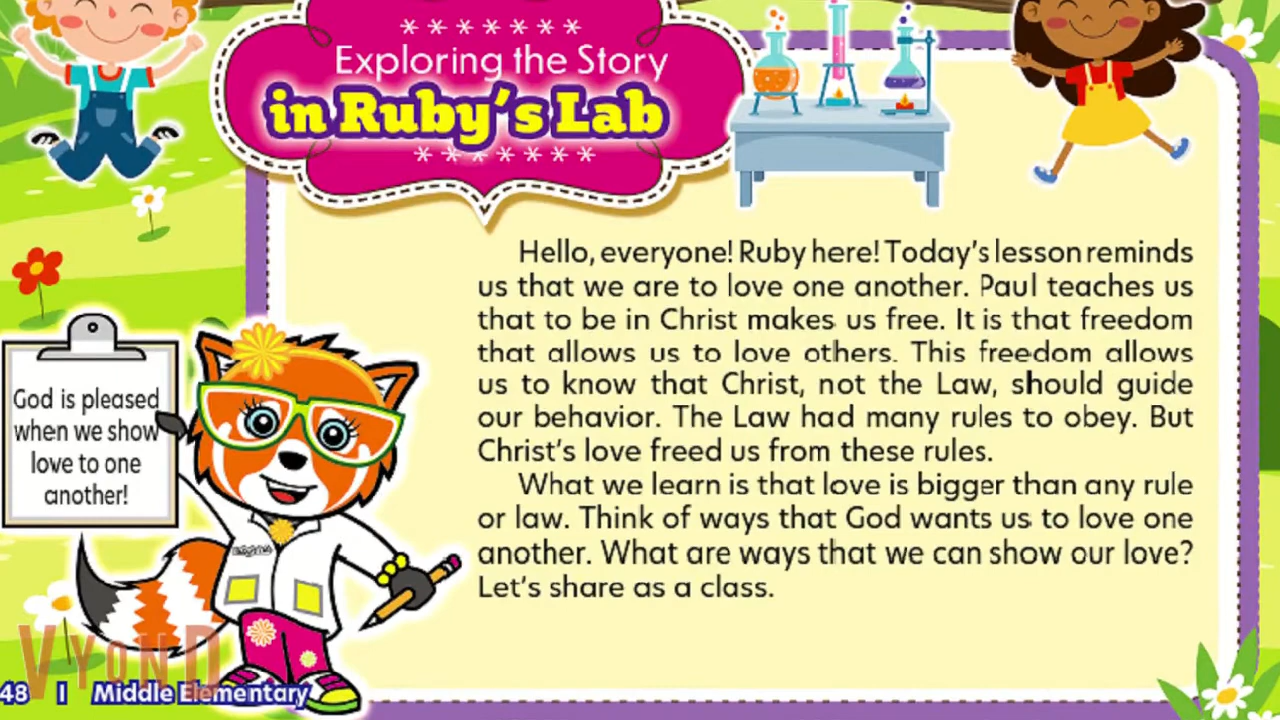 * * * * * * *
Exploring the Story
in Ruby's Lab
* * * * * * *
Hello, everyone! Ruby here! Today's lesson reminds
us that we are to love one another. Paul teaches us
that to be in Christ makes us free. It is that freedom
that allows us to love others. This freedom allows
us to know that Christ, not the Law, should guide
our behavior. The Law had many rules to obey. But
Christ's love freed us from these rules.
What we learn is that love is bigger than any rule
or law. Think of ways that God wants us to love one
another. What are ways that we can show our love?
Let's share as a class.
God is pleased
when we show
love to one
another!
VYOND
48 | Middle Elementary